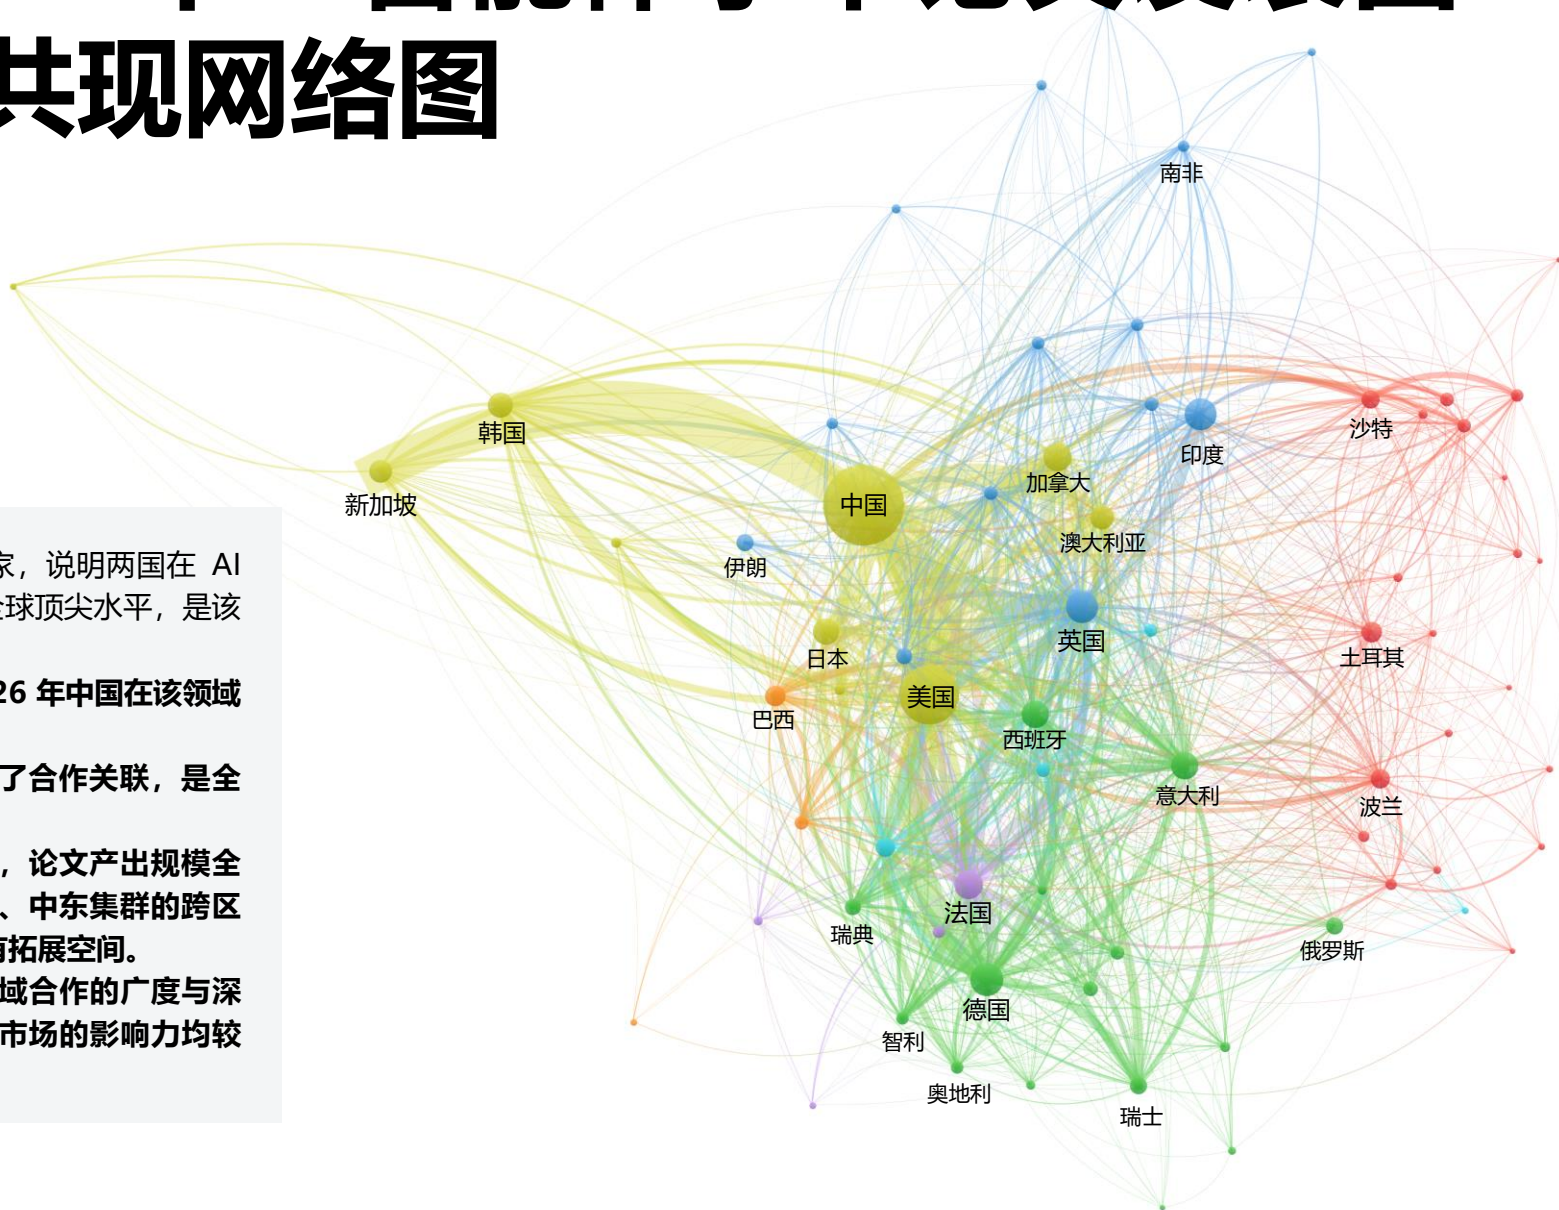 共现网络图
南非
韩国
沙特
印度
加拿大
新加坡
中国
澳大利亚
伊朗
家，说明两国在 AI
球顶尖水平，是该
英国
日本
土耳其
26 年中国在该领域
美国
巴西
西班牙
了合作关联，是全
意大利
波兰
，论文产出规模全
、中东集群的跨区
法国
瑞典
拓展空间。
俄罗斯
域合作的广度与深
德国
市场的影响力均较
智利
奥地利
瑞士